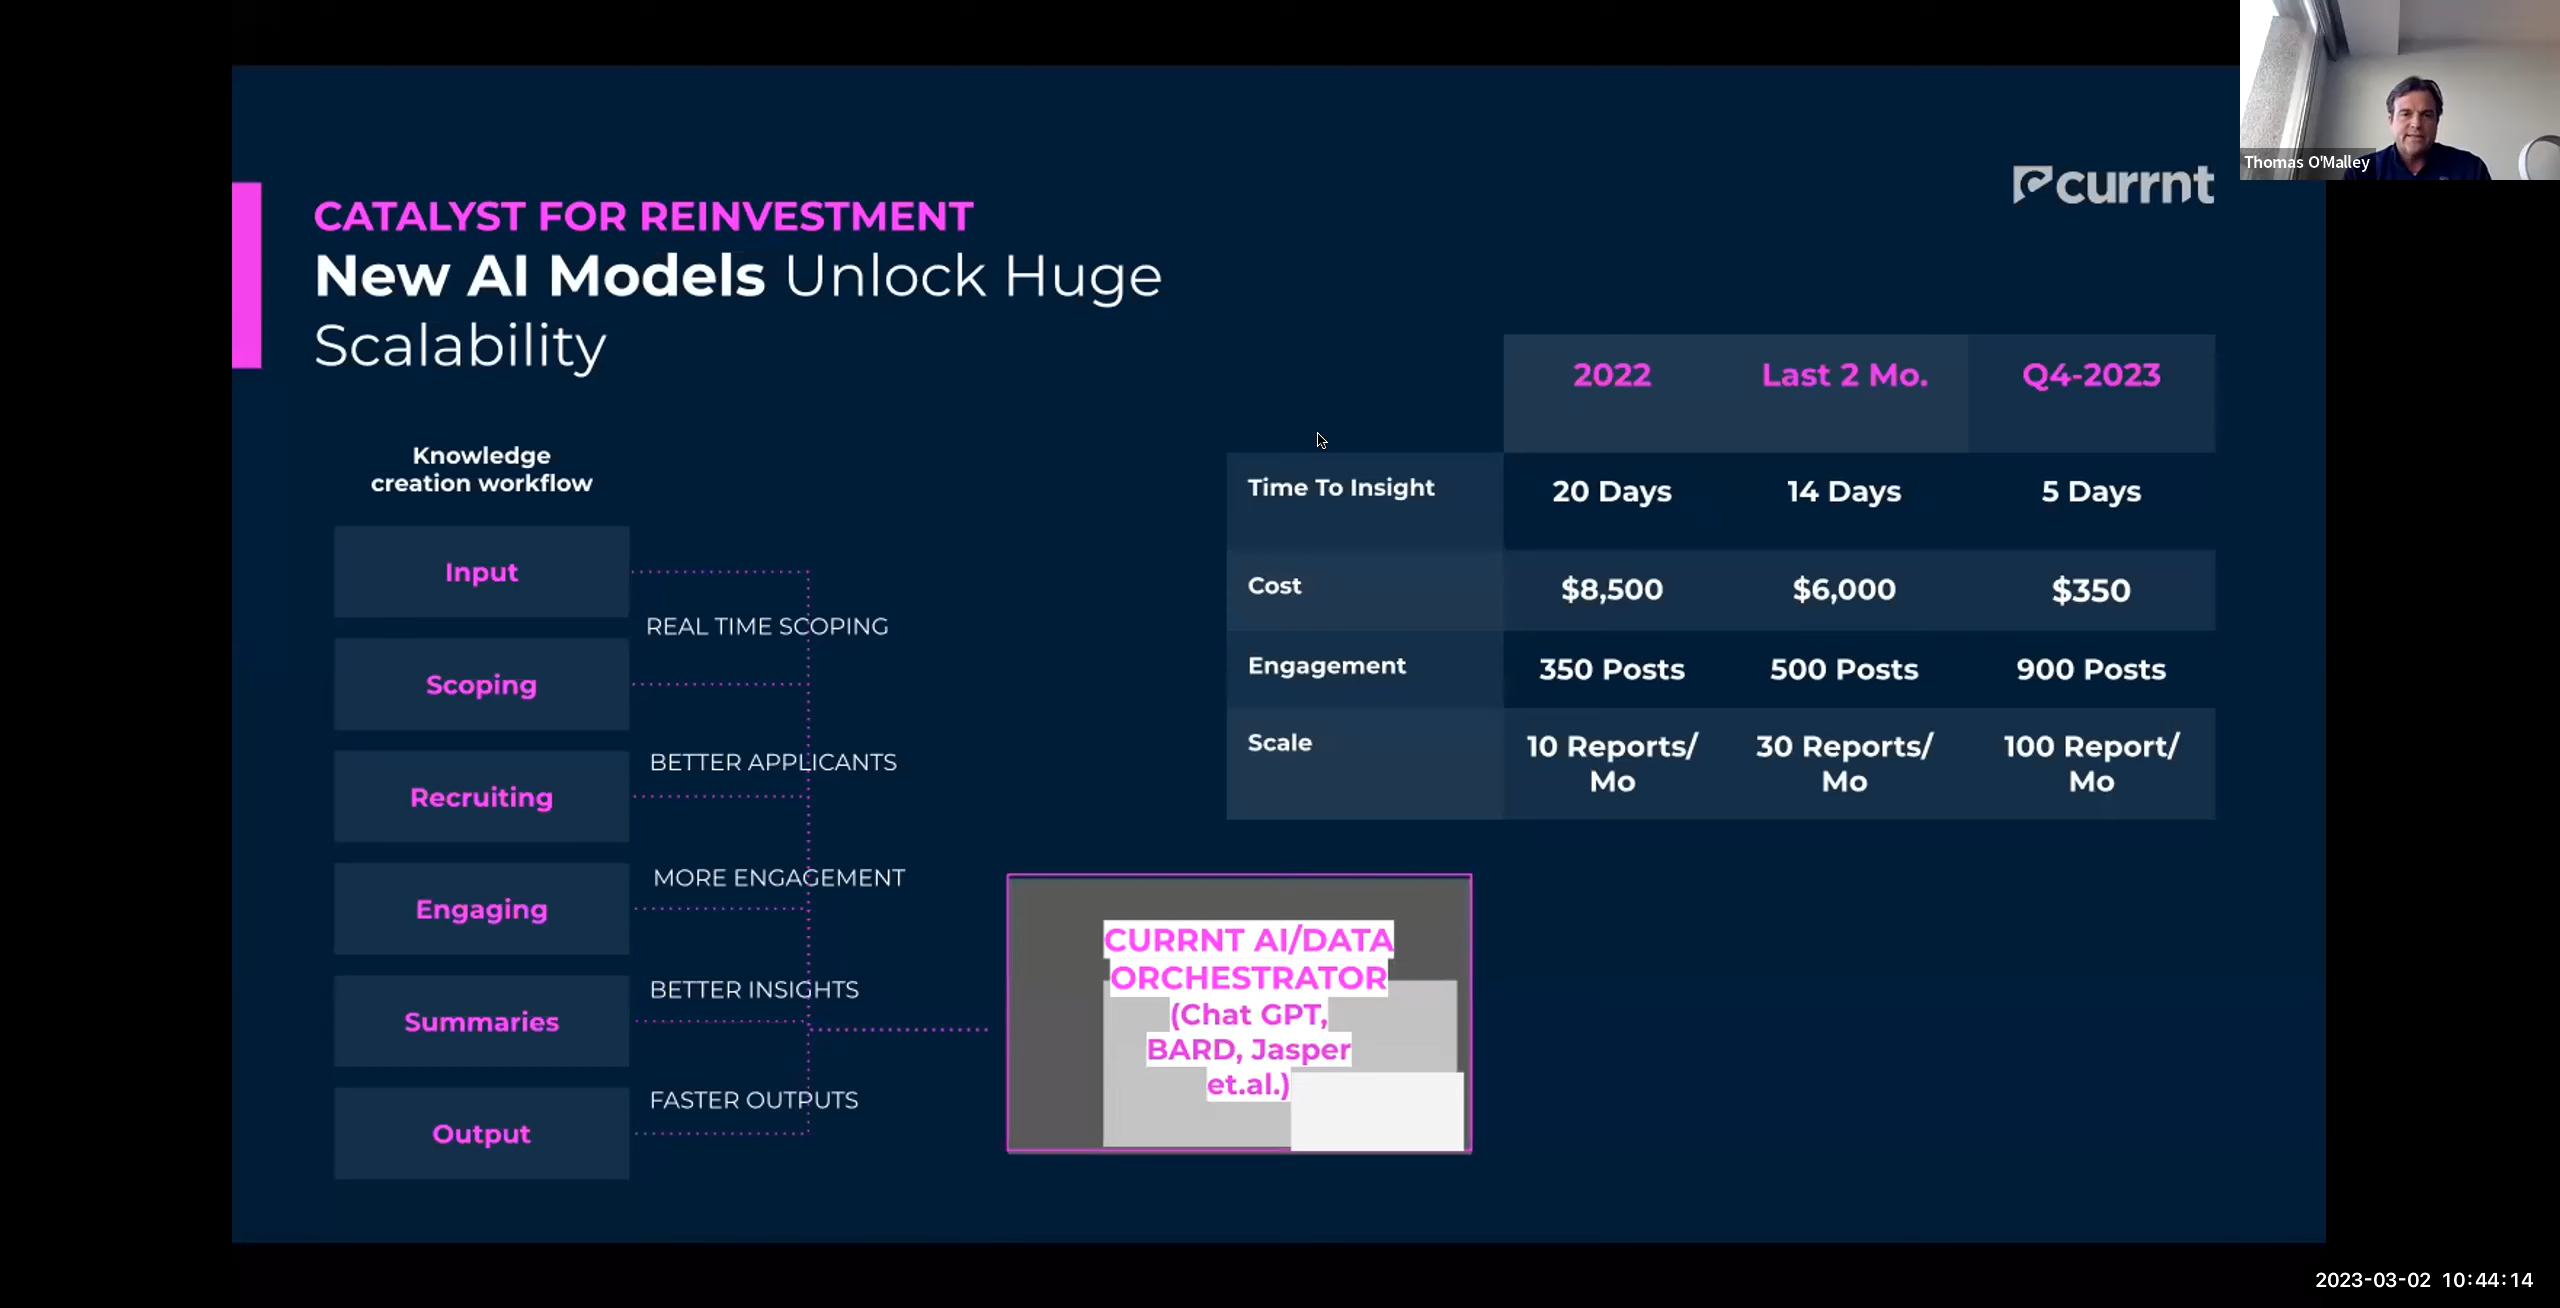 Thomas O'Malley
currnt
CATALYST FOR REINVESTMENT
New AI Models Unlock Huge
Scalability
Knowledge
creation workflow
Input
REAL TIME SCOPING
Scoping
BETTER APPLICANTS
Recruiting
MORE ENGAGEMENT
Engaging
BETTER INSIGHTS
Summaries
FASTER OUTPUTS
Output
2022 Last 2 Mo. Q4-2023
Time To Insight 20 Days 14 Days 5 Days
Cost $8,500 $6,000 $350
Engagement 350 Posts 500 Posts 900 Posts
Scale 10 Reports/ 30 Reports/ 100 Report/
Mo Mo Mo
CURRNT AI/DATA
ORCHESTRATOR
(Chat GPT,
BARD, Jasper
et.al.)
2023-03-02 10:44:14